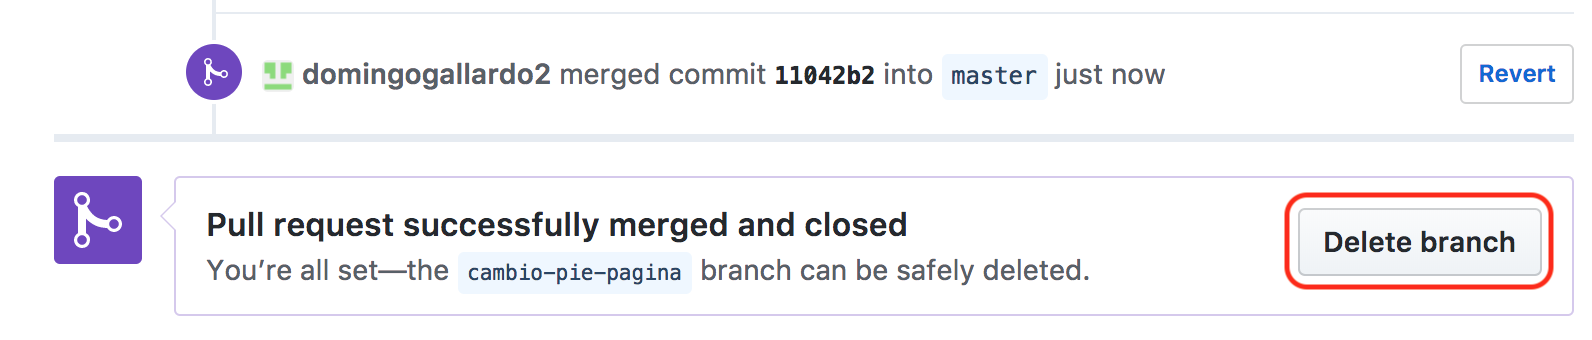 domingogallardo2 merged commit 11042b2 into master just now
Revert
Pull request successfully merged and closed
You’re all set—the cambio-pie-pagina branch can be safely deleted.
Delete branch